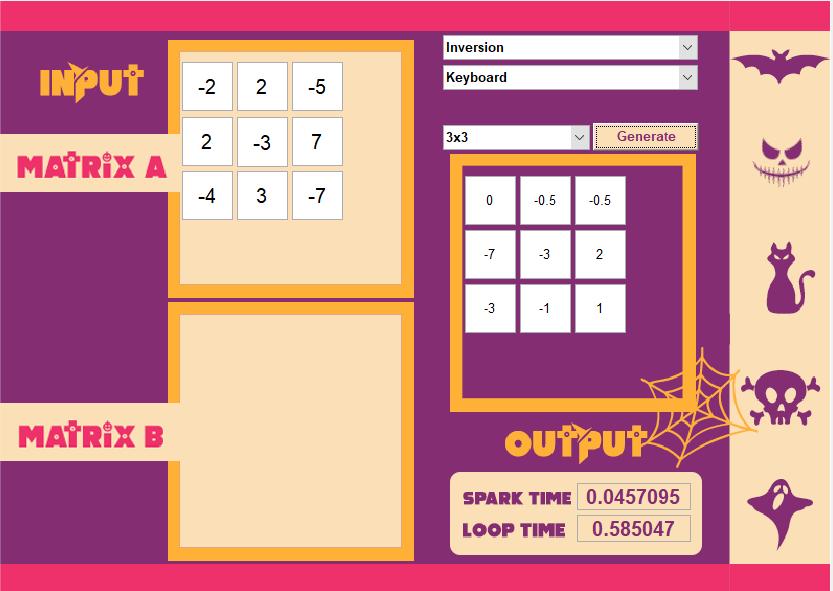 INPUT
MATRIX A
-2 2 -5
2 -3 7
-4 3 -7
MATRIX B
Inversion
Keyboard
3x3 Generate
0 -0.5 -0.5
-7 -3 2
-3 -1 1
OUTPUT
SPARK TIME 0.0457095
LOOP TIME 0.585047